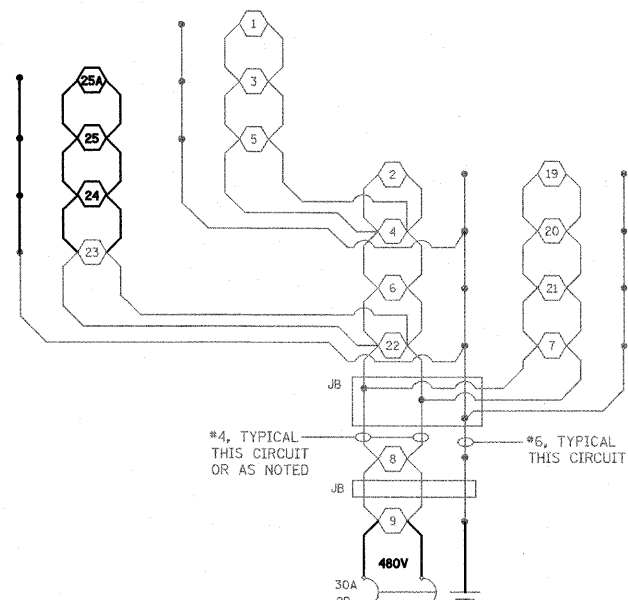 1
25A
3
25
5
2
19
24
4
20
23
6
21
22
7
JB
#4, TYPICAL
THIS CIRCUIT
OR AS NOTED
#6, TYPICAL
THIS CIRCUIT
8
JB
9
480V
30A